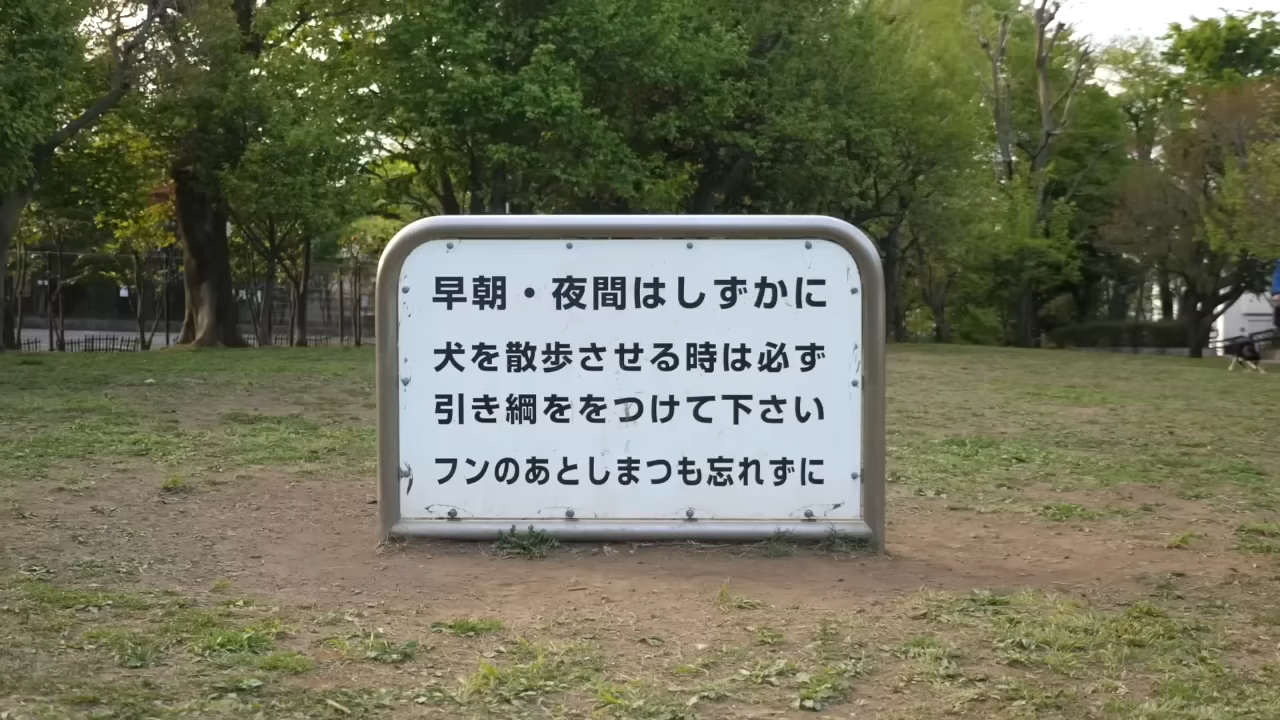 早朝・夜間はしずかに
犬を散歩させる時は必ず
引き綱ををつけて下さい
フンのあとしまつも忘れずに